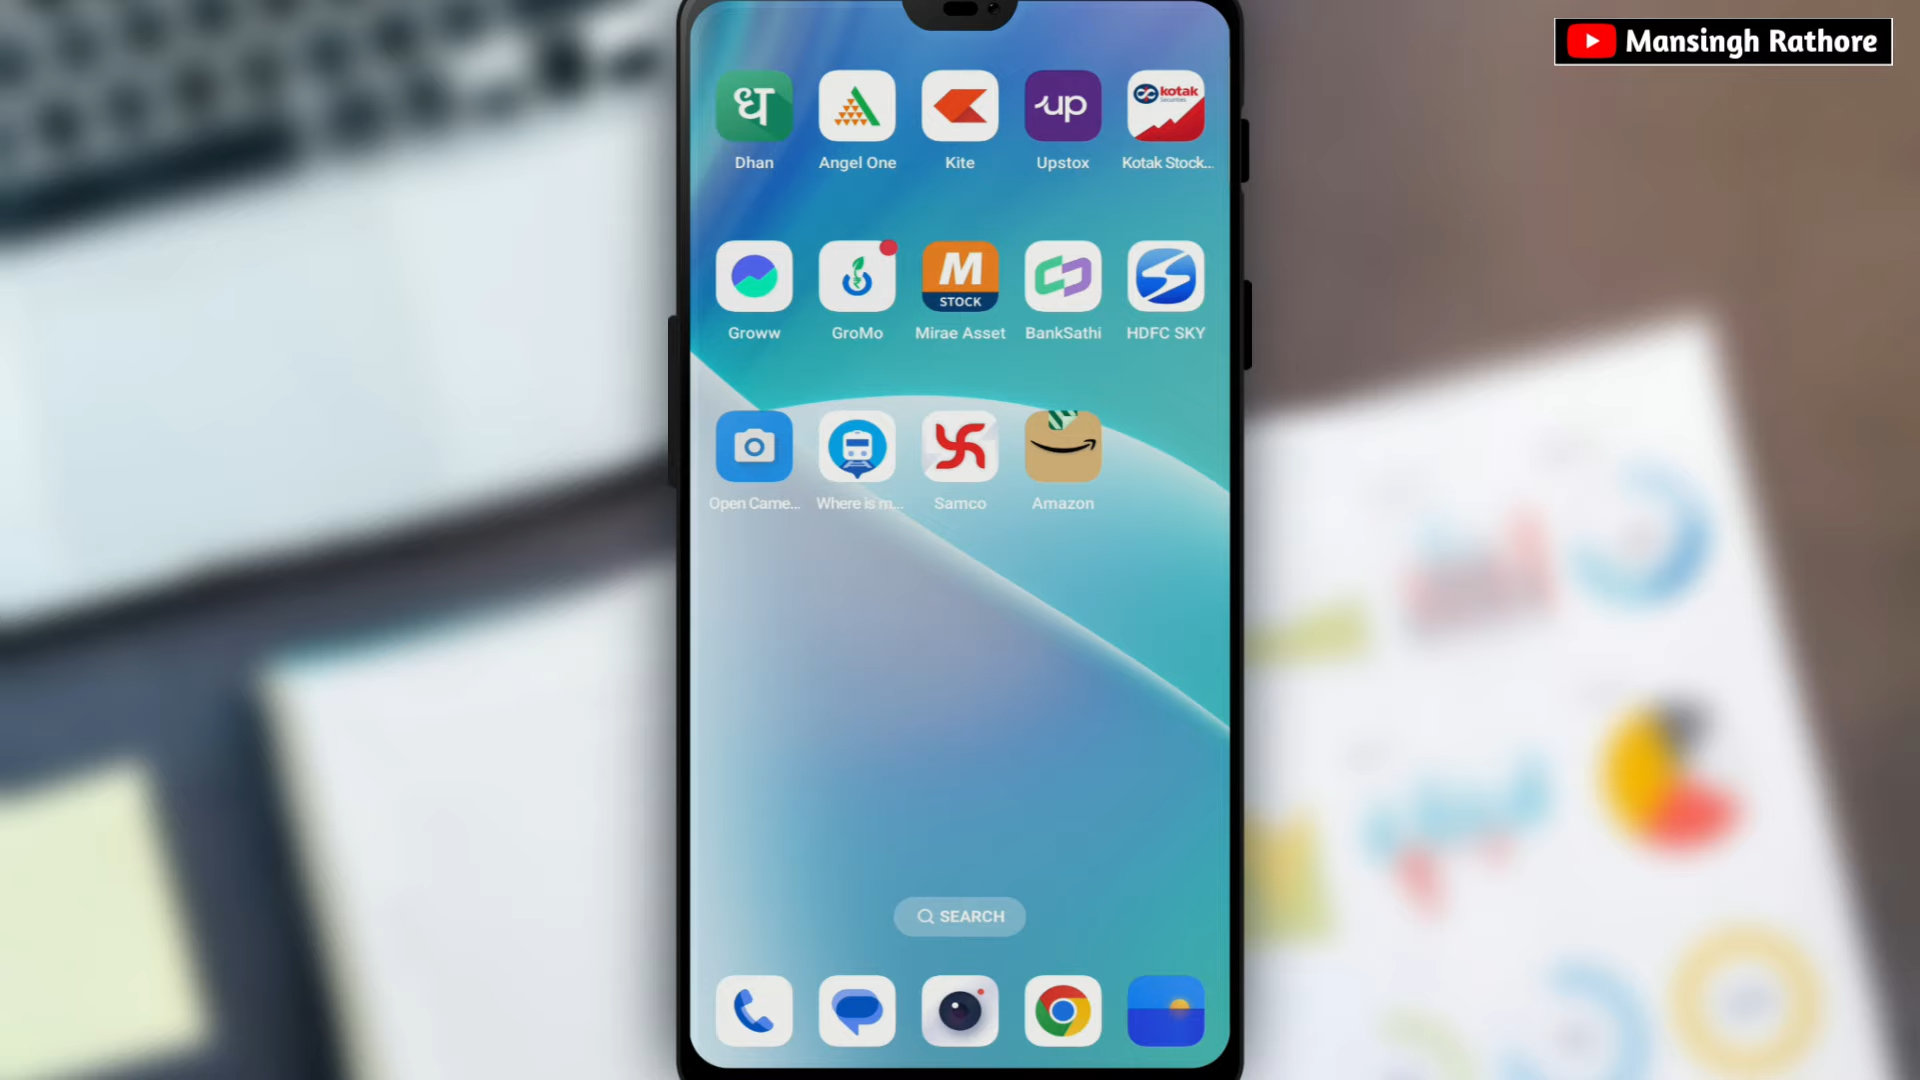 Mansingh Rathore
ध
up
kotak
Securities
Dhan Angel One Kite Upstox Kotak Stock...
M
STOCK
Groww GroMo Mirae Asset BankSathi HDFC SKY
Open Came... Where is m... Samco Amazon
SEARCH